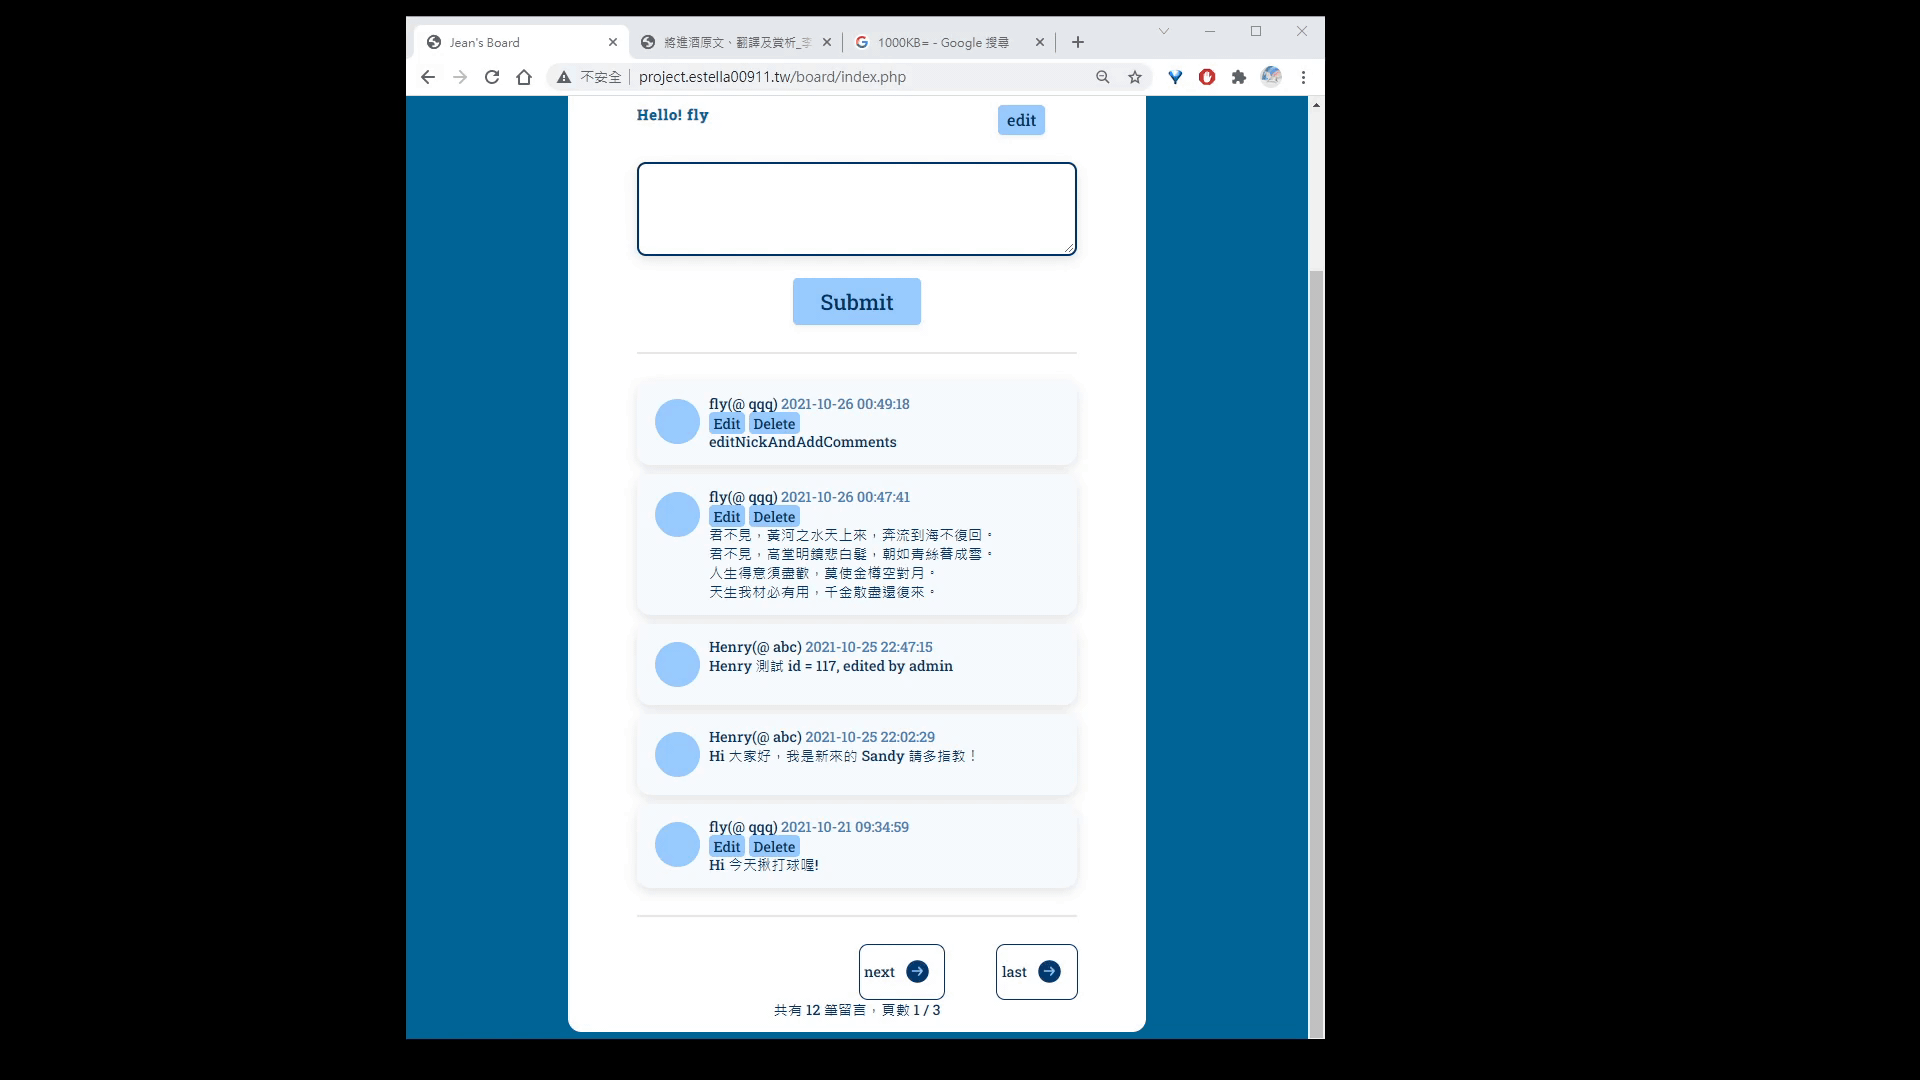 Jean's Board
將進酒原文、翻譯及賞析_李
1000KB= - Google 搜尋
不安全
project.estella00911.tw/board/index.php
Hello! fly
edit
Submit
fly(@ qqq) 2021-10-26 00:49:18
Edit Delete
editNickAndAddComments
fly(@ qqq) 2021-10-26 00:47:41
Edit Delete
君不見，黃河之水天上來，奔流到海不復回。
君不見，高堂明鏡悲白髮，朝如青絲暮成雪。
人生得意須盡歡，莫使金樽空對月。
天生我材必有用，千金散盡還復來。
Henry(@ abc) 2021-10-25 22:47:15
Henry 測試 id = 117, edited by admin
Henry(@ abc) 2021-10-25 22:02:29
Hi 大家好，我是新來的 Sandy 請多指教！
fly(@ qqq) 2021-10-21 09:34:59
Edit Delete
Hi 今天揪打球喔!
next
last
共有 12 筆留言，頁數 1 / 3